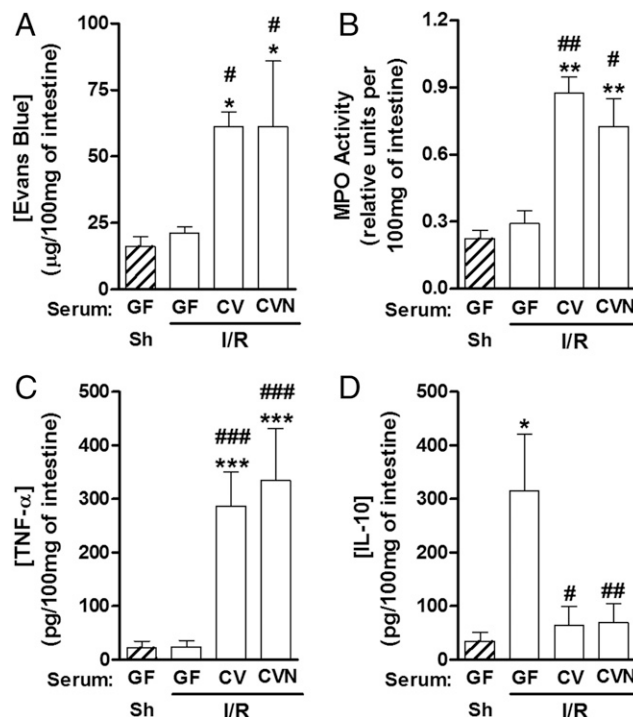 A
[Evans Blue]
(µg/100mg of intestine)
100
75
50
25
0
#
*
#
*
Serum: GF GF CV CVN
Sh I/R
B
MPO Activity
(relative units per
100mg of intestine)
1.2
0.9
0.6
0.3
0.0
##
**
#
**
Serum: GF GF CV CVN
Sh I/R
C
[TNF-α]
(pg/100mg of intestine)
500
400
300
200
100
0
###
***
###
***
Serum: GF GF CV CVN
Sh I/R
D
[IL-10]
(pg/100mg of intestine)
500
400
300
200
100
0
*
#
##
Serum: GF GF CV CVN
Sh I/R